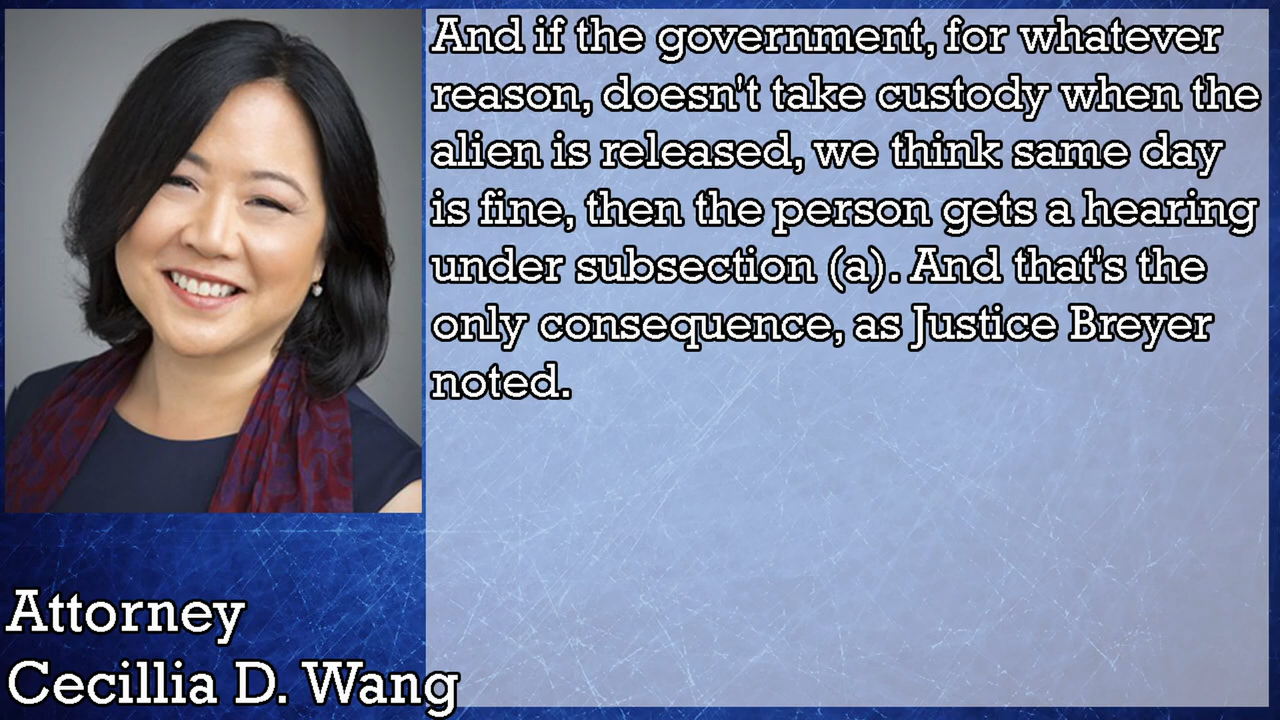 And if the government, for whatever
reason, doesn't take custody when the
alien is released, we think same day
is fine, then the person gets a hearing
under subsection (a). And that's the
only consequence, as Justice Breyer
noted.
Attorney
Cecillia D. Wang